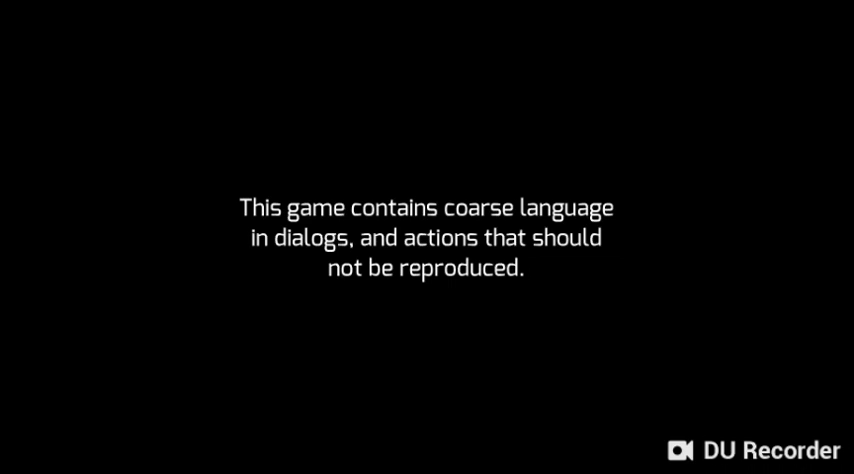 This game contains coarse language
in dialogs, and actions that should
not be reproduced.
DU Recorder